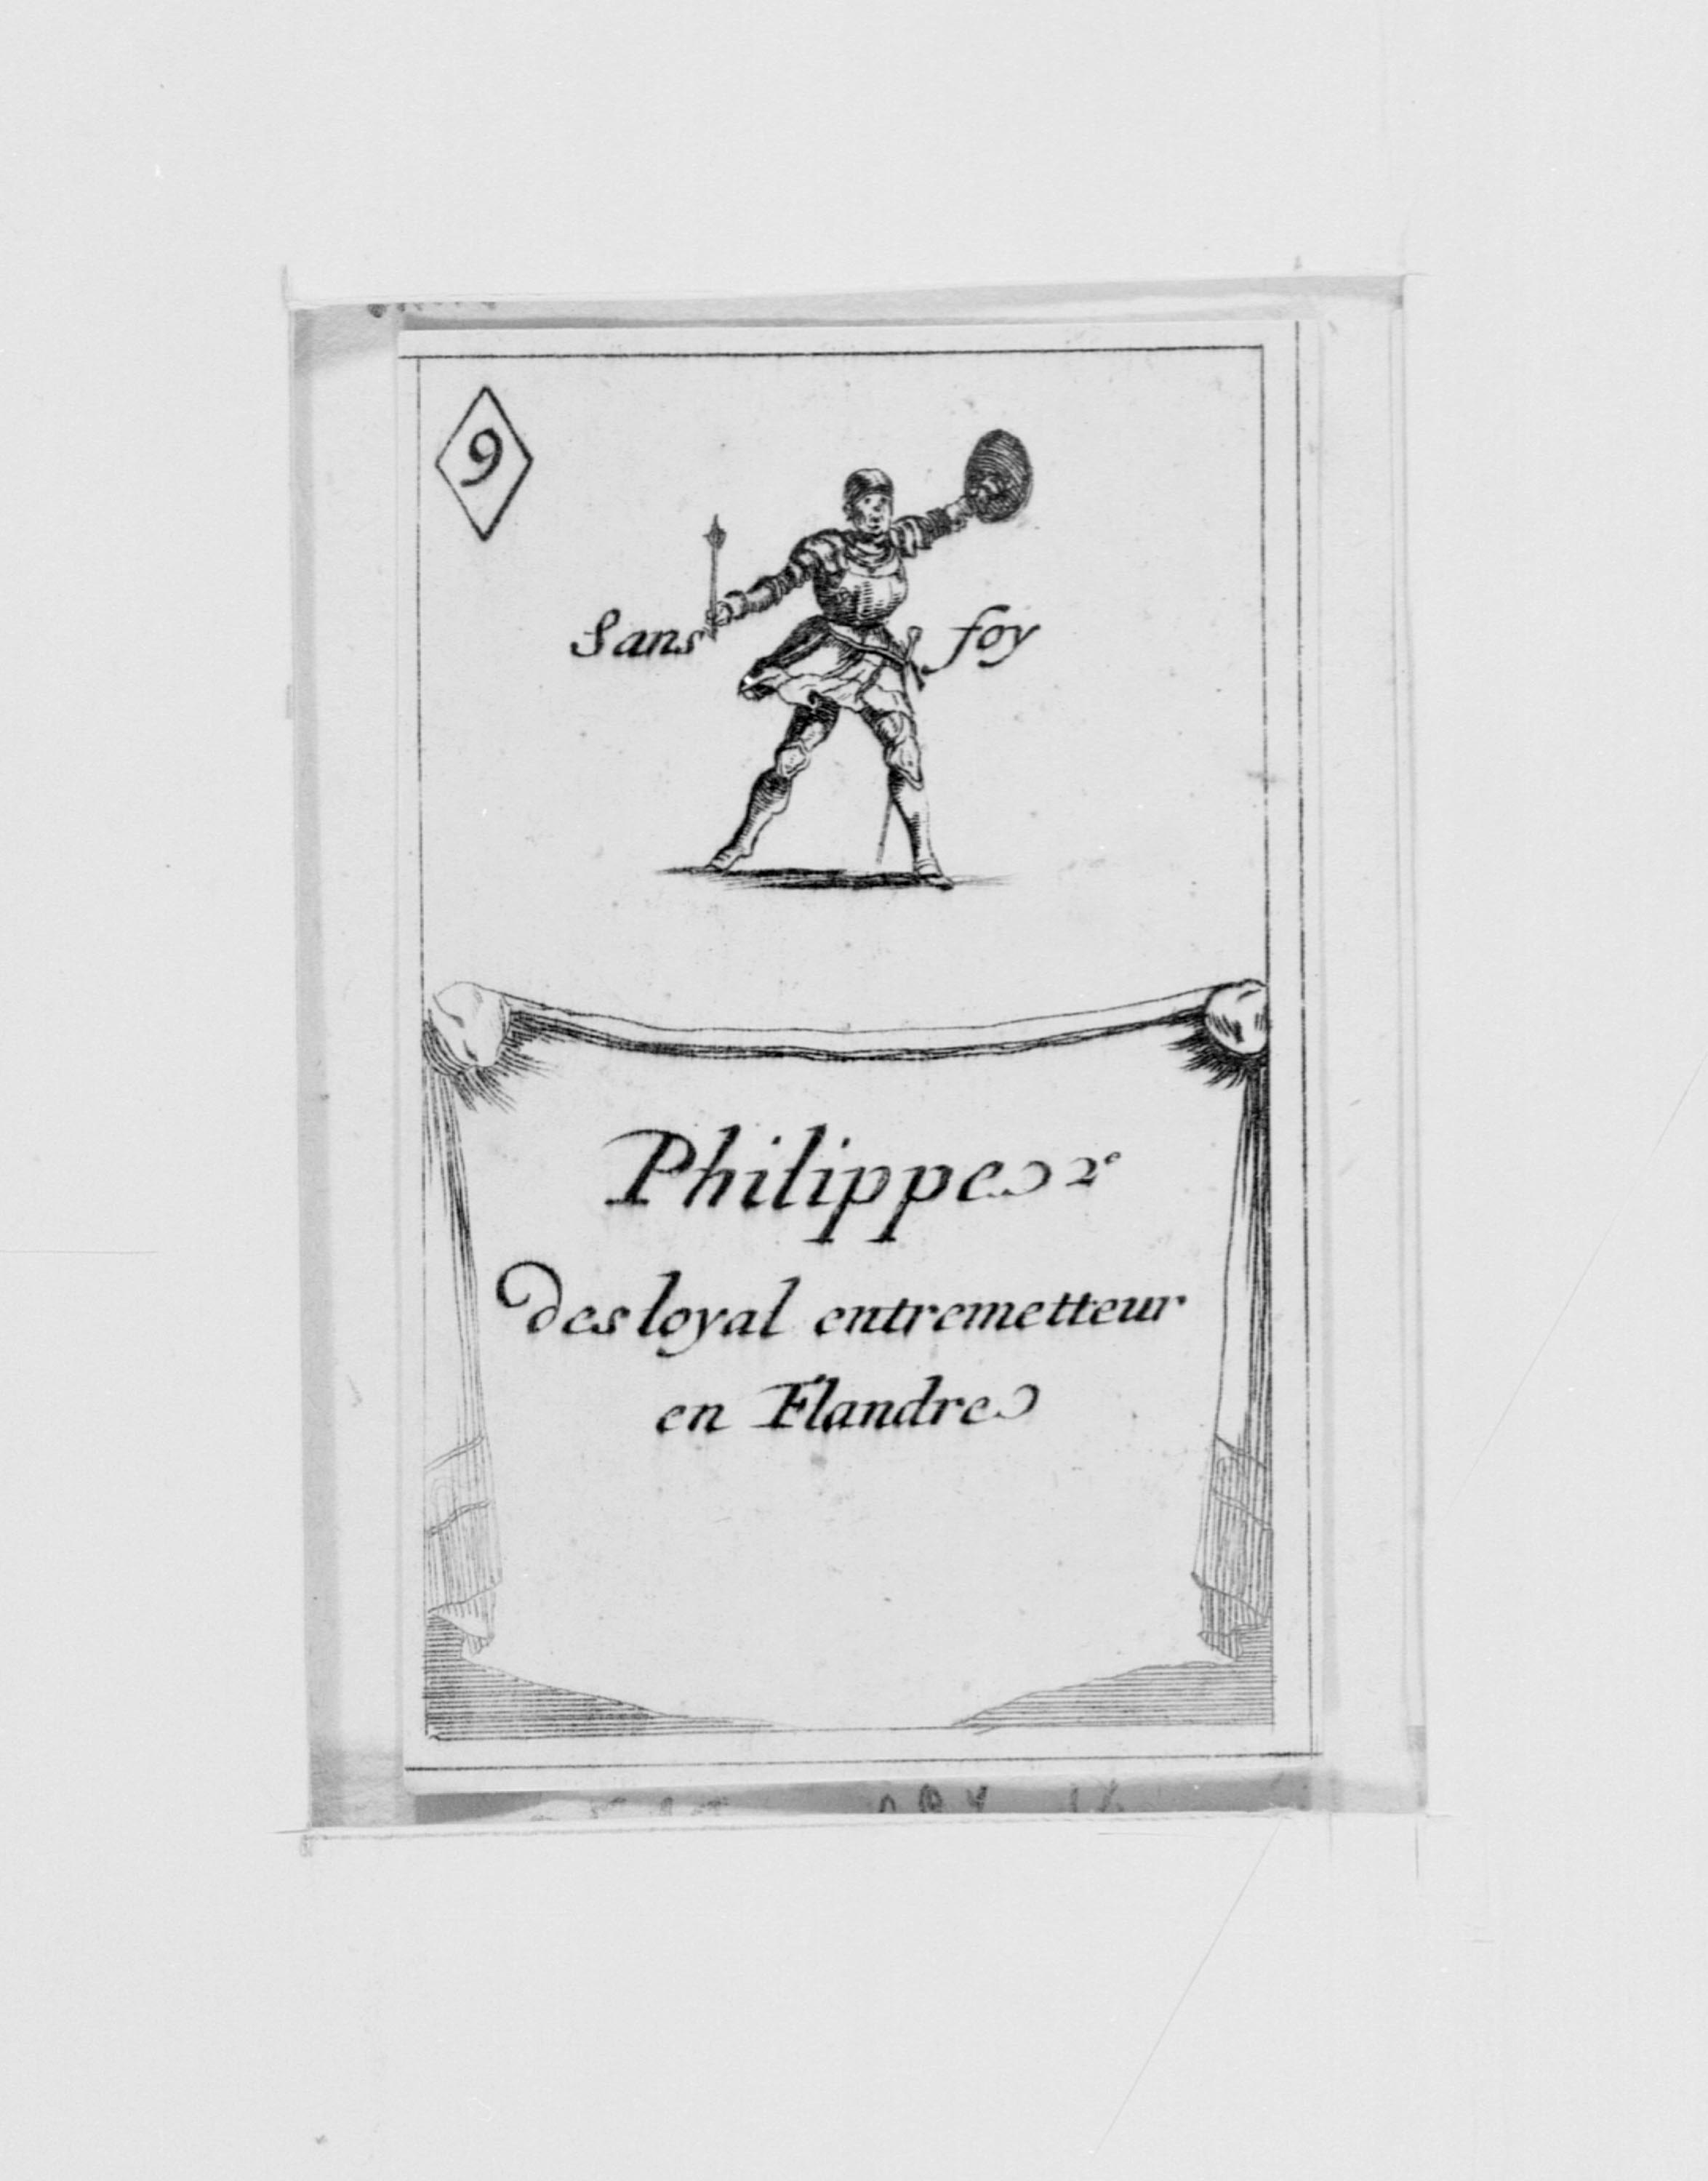 9
Sans foy
Philippe 2e
desloyal entremetteur
en Flandre